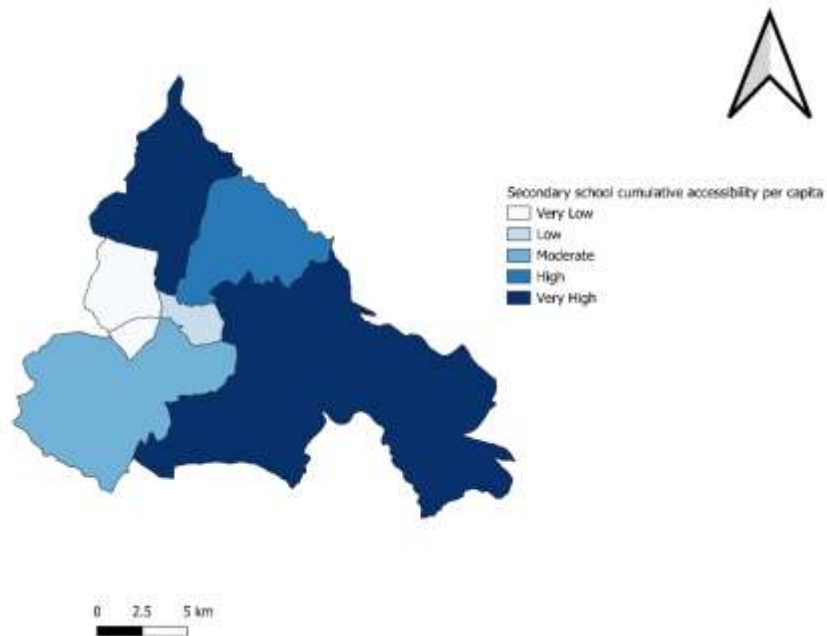 Secondary school cumulative accessibility per capita
Very Low
Low
Moderate
High
Very High
0 2.5 5 km